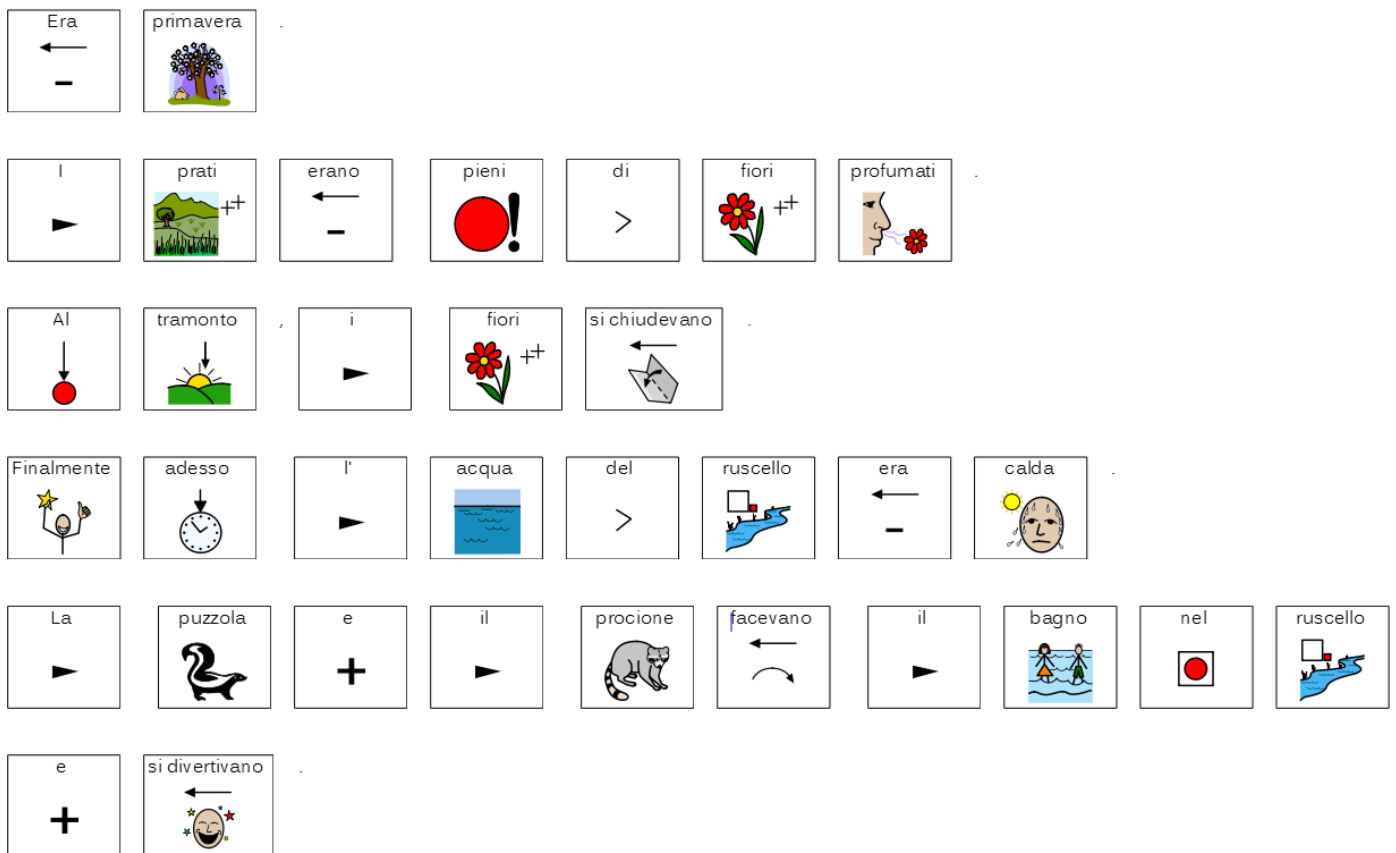 Era primavera .
I prati erano pieni di fiori profumati .
Al tramonto , i fiori si chiudevano .
Finalmente adesso l' acqua del ruscello era calda .
La puzzola e il procione facevano il bagno nel ruscello
e si divertivano .